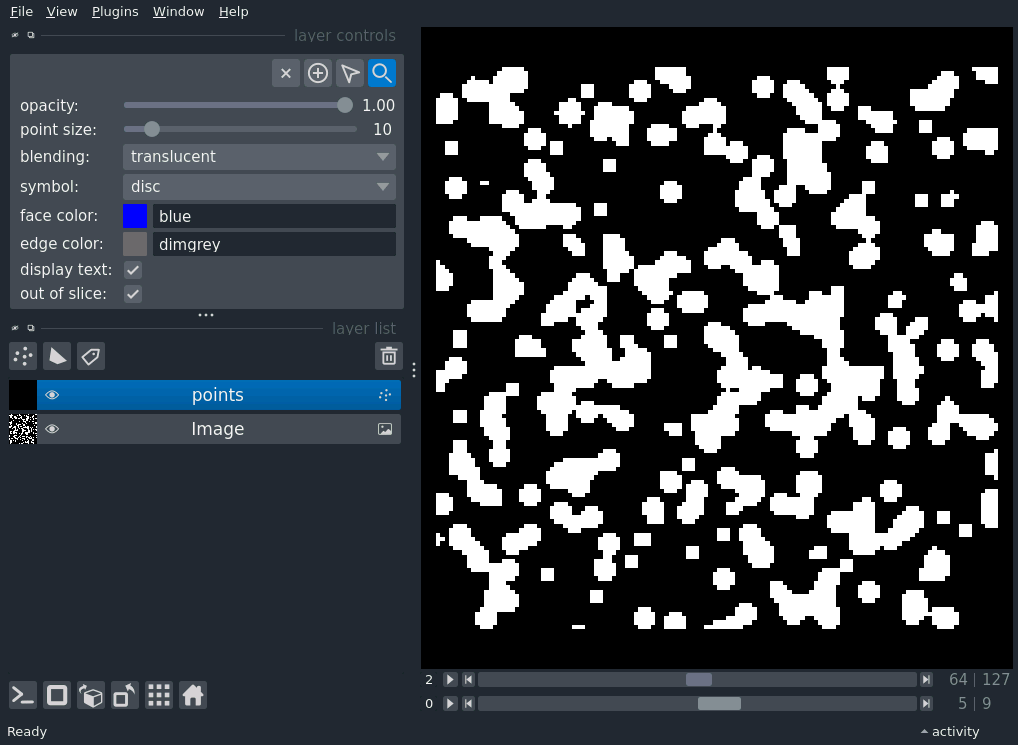 File View Plugins Window Help
layer controls
opacity: 1.00
point size: 10
blending: translucent
symbol: disc
face color: blue
edge color: dimgrey
display text:
out of slice:
layer list
points
Image
2 64 | 127
0 5 | 9
Ready activity